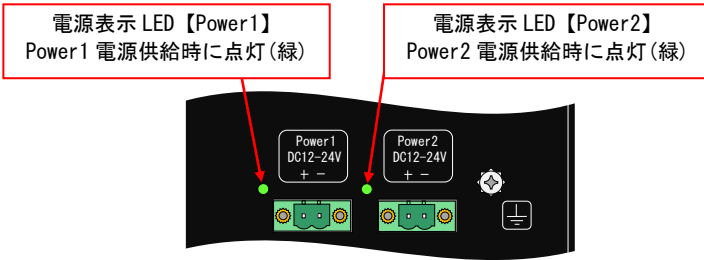 電源表示 LED【Power1】
Power1 電源供給時に点灯(緑)
電源表示 LED【Power2】
Power2 電源供給時に点灯(緑)
Power1
DC12-24V
+ -
Power2
DC12-24V
+ -